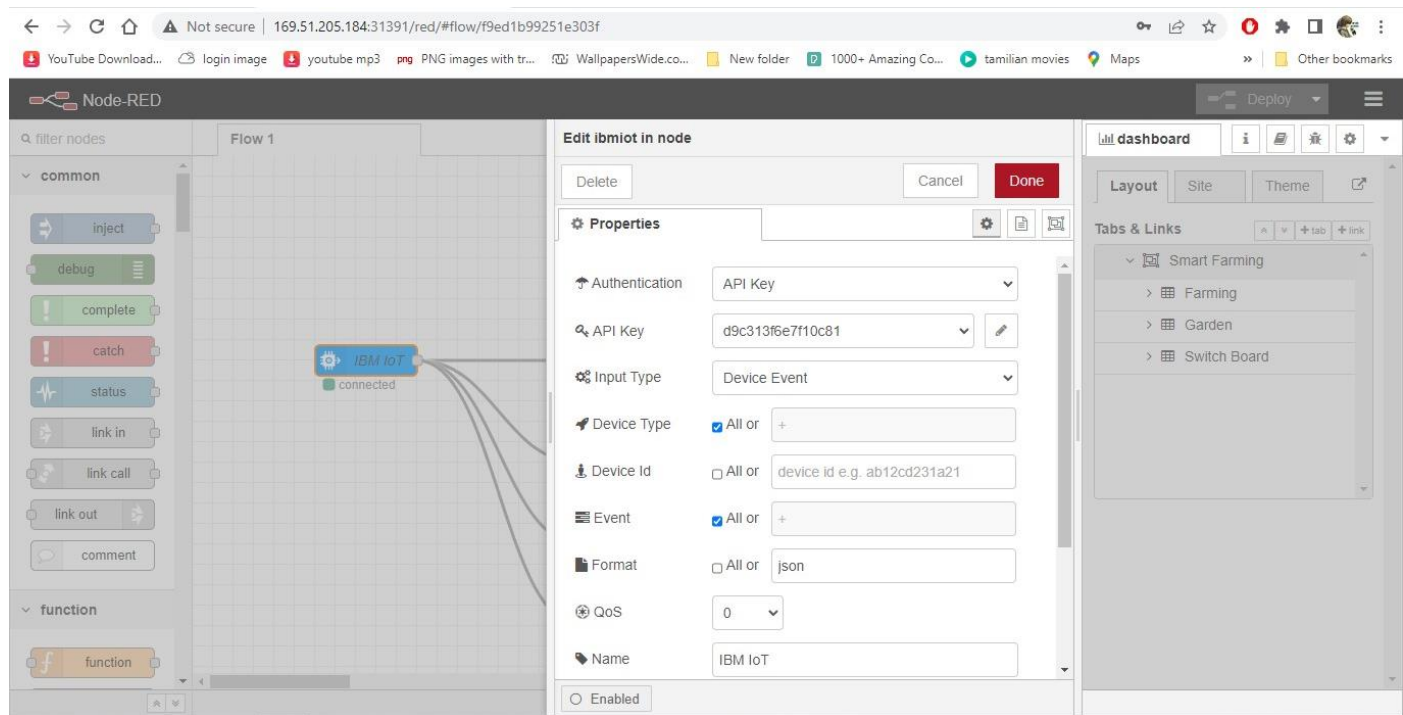 Not secure | 169.51.205.184:31391/red/#flow/f9ed1b99251e303f
YouTube Download... login image youtube mp3 png PNG images with tr... WallpapersWide.co... New folder 1000+ Amazing Co... tamilian movies Maps » Other bookmarks
Node-RED Deploy
filter nodes
common
inject
debug
complete
catch
status
link in
link call
link out
comment
function
function
Flow 1
IBM IoT
connected
Edit ibmiot in node
Delete Cancel Done
Properties
Authentication API Key
API Key d9c313f6e7f10c81
Input Type Device Event
Device Type All or +
Device Id All or device id e.g. ab12cd231a21
Event All or +
Format All or json
QoS 0
Name IBM IoT
Enabled
dashboard i
Layout Site Theme
Tabs & Links +tab +link
Smart Farming
Farming
Garden
Switch Board